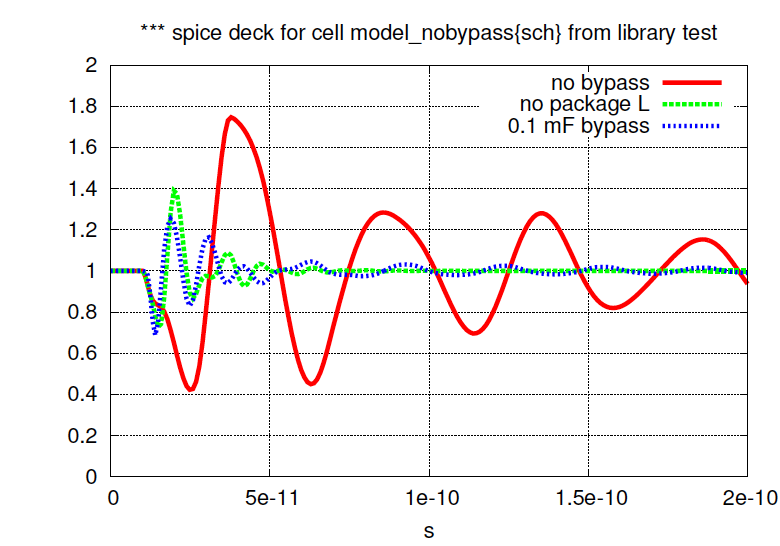 *** spice deck for cell model_nobypass{sch} from library test
2
1.8
1.6
1.4
1.2
1
0.8
0.6
0.4
0.2
0
no bypass
no package L
0.1 mF bypass
0 5e-11 1e-10 1.5e-10 2e-10
s